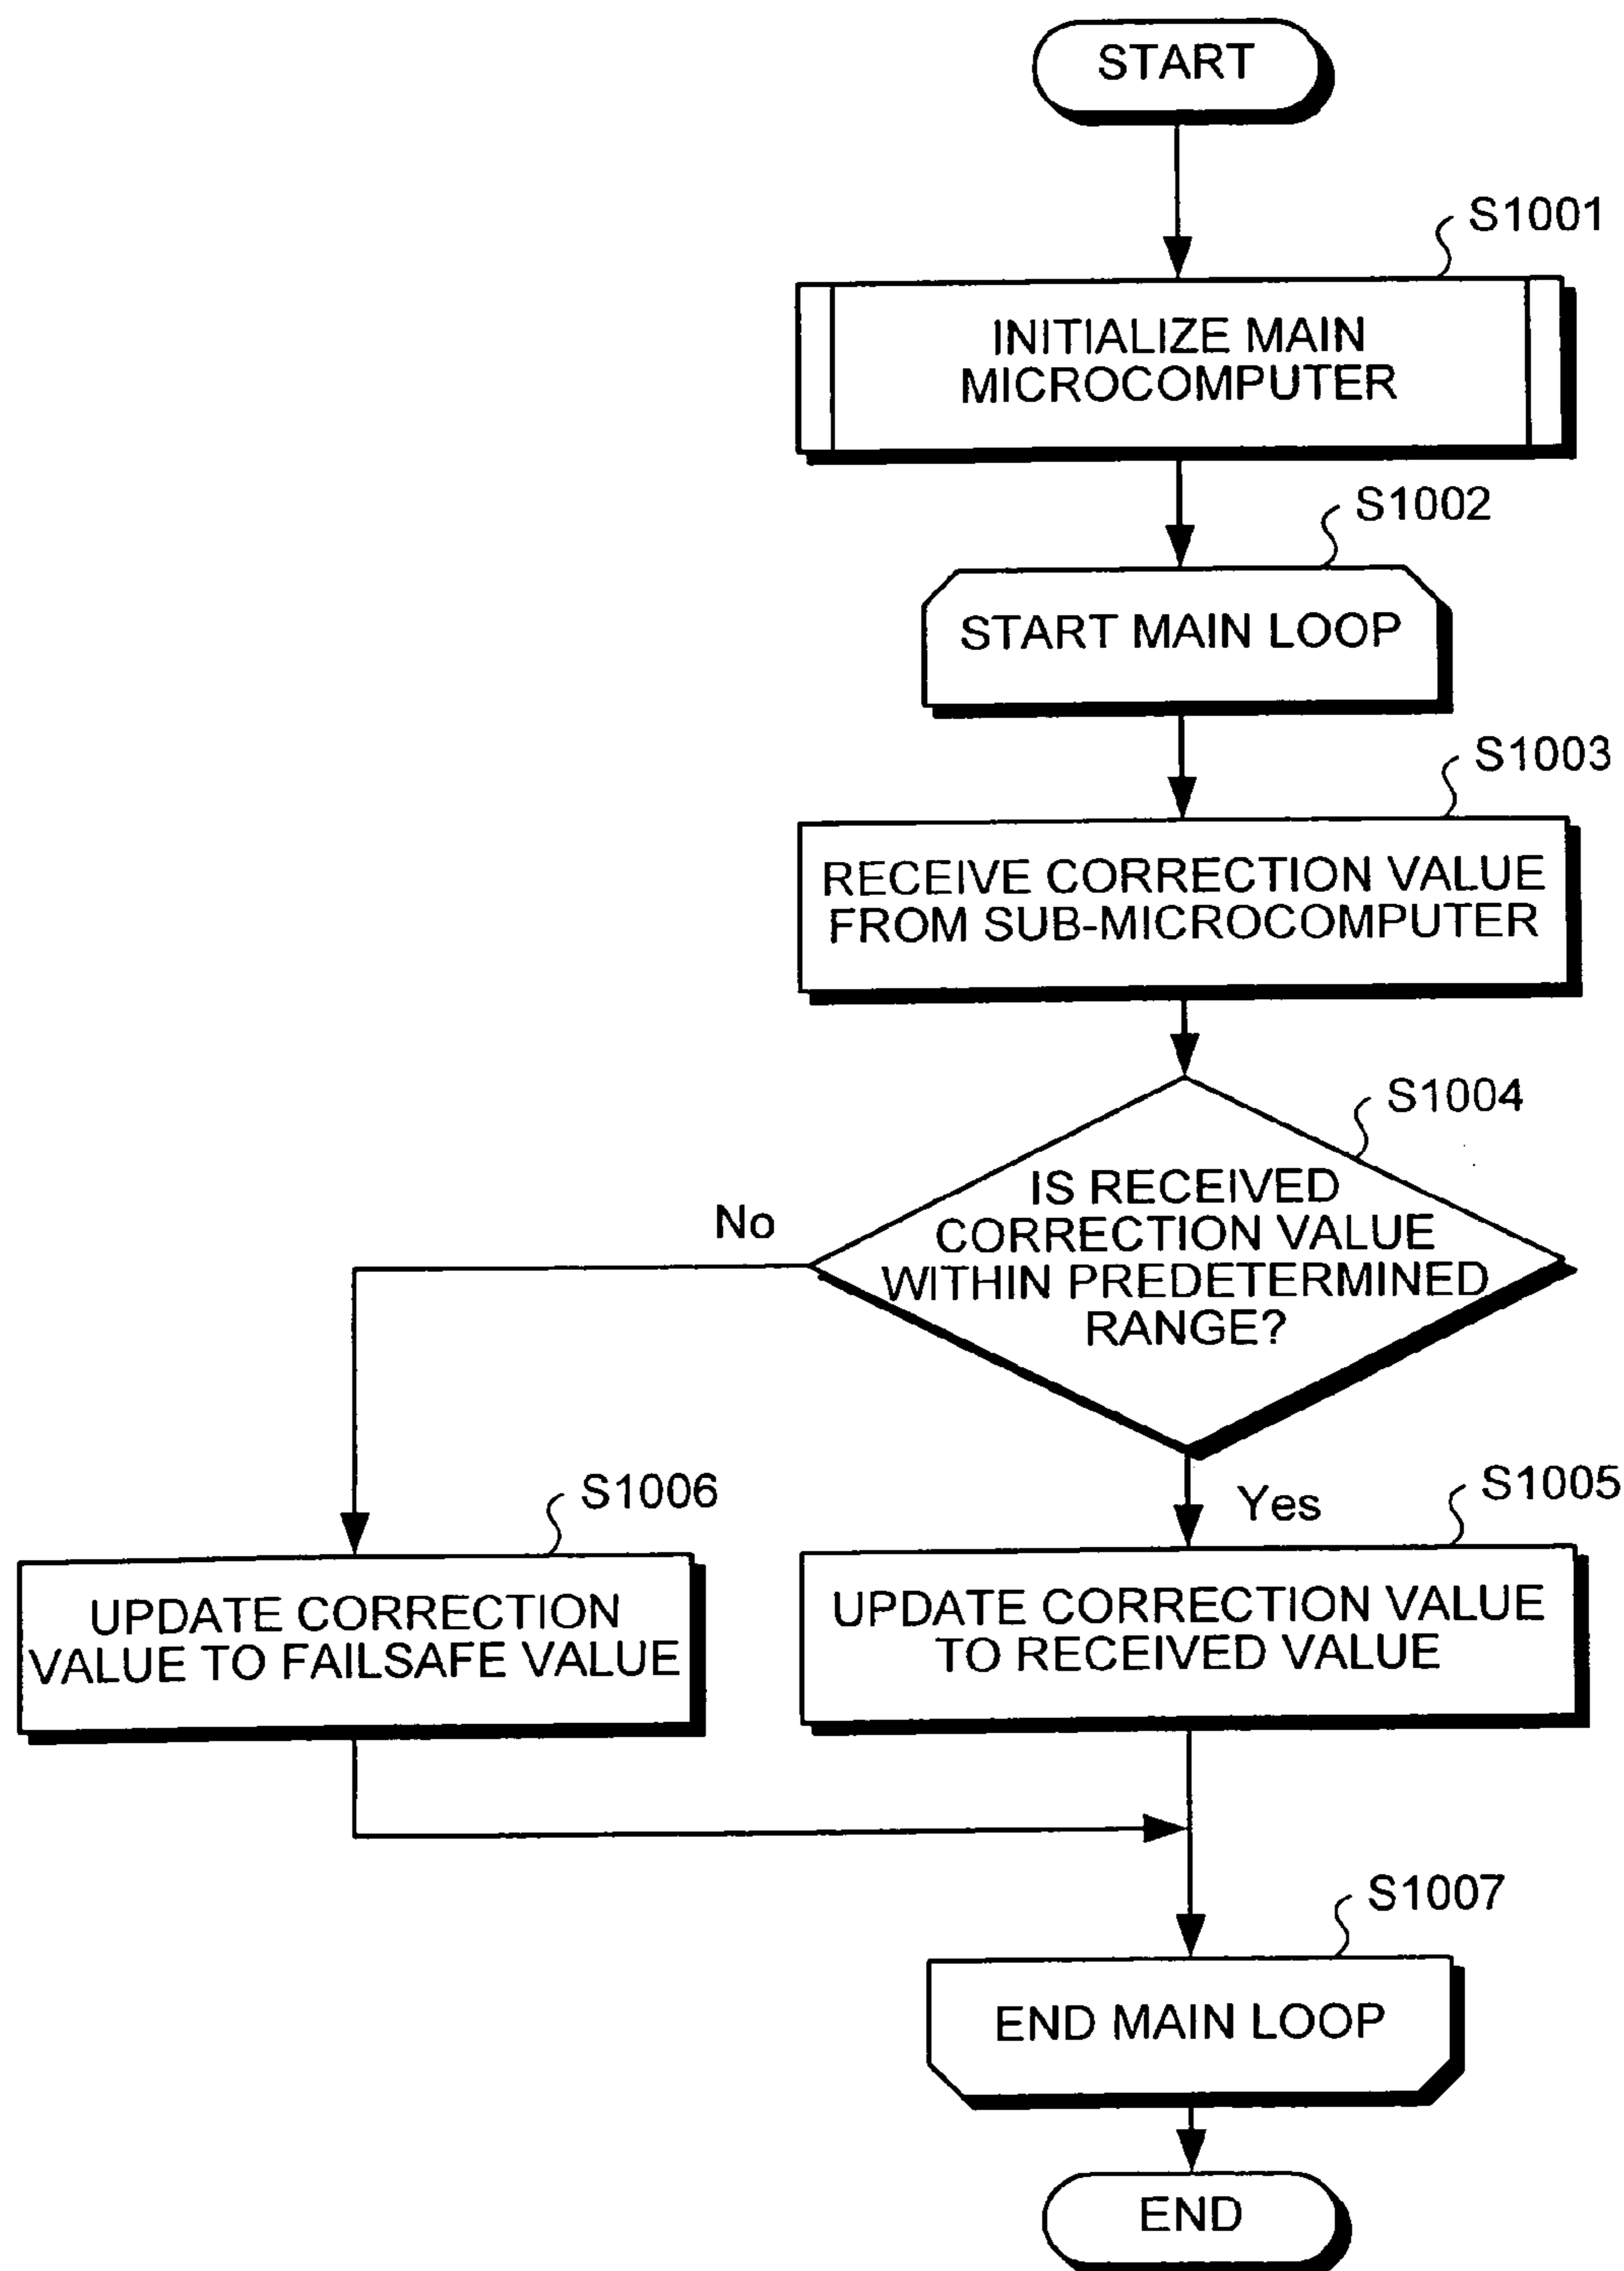 START
S1001
INITIALIZE MAIN
MICROCOMPUTER
S1002
START MAIN LOOP
S1003
RECEIVE CORRECTION VALUE
FROM SUB-MICROCOMPUTER
S1004
IS RECEIVED
CORRECTION VALUE
WITHIN PREDETERMINED
RANGE?
No
Yes
S1006
UPDATE CORRECTION
VALUE TO FAILSAFE VALUE
S1005
UPDATE CORRECTION VALUE
TO RECEIVED VALUE
S1007
END MAIN LOOP
END